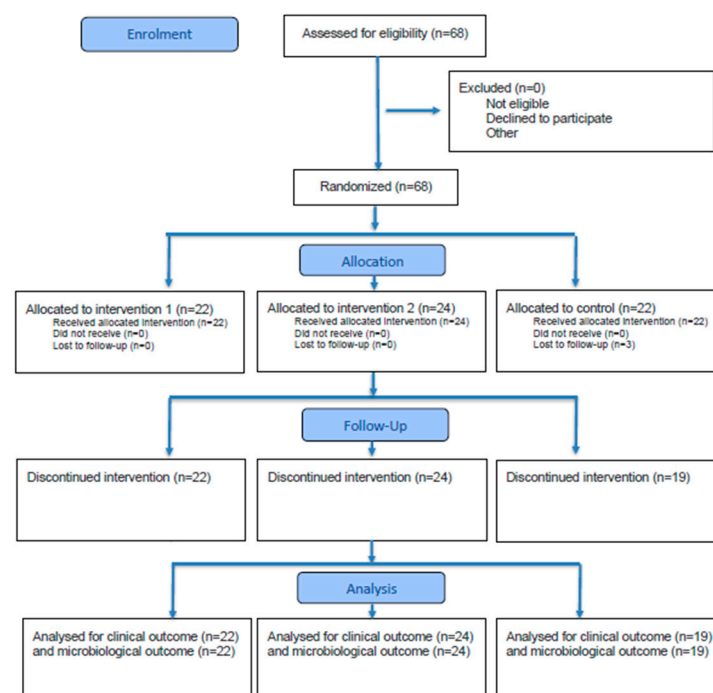 Enrolment
Assessed for eligibility (n=68)
Excluded (n=0)
Not eligible
Declined to participate
Other
Randomized (n=68)
Allocation
Allocated to intervention 1 (n=22)
Received allocated intervention (n=22)
Did not receive (n=0)
Lost to follow-up (n=0)
Allocated to intervention 2 (n=24)
Received allocated intervention (n=24)
Did not receive (n=0)
Lost to follow-up (n=0)
Allocated to control (n=22)
Received allocated intervention (n=22)
Did not receive (n=0)
Lost to follow-up (n=3)
Follow-Up
Discontinued intervention (n=22)
Discontinued intervention (n=24)
Discontinued intervention (n=19)
Analysis
Analysed for clinical outcome (n=22)
and microbiological outcome (n=22)
Analysed for clinical outcome (n=24)
and microbiological outcome (n=24)
Analysed for clinical outcome (n=19)
and microbiological outcome (n=19)